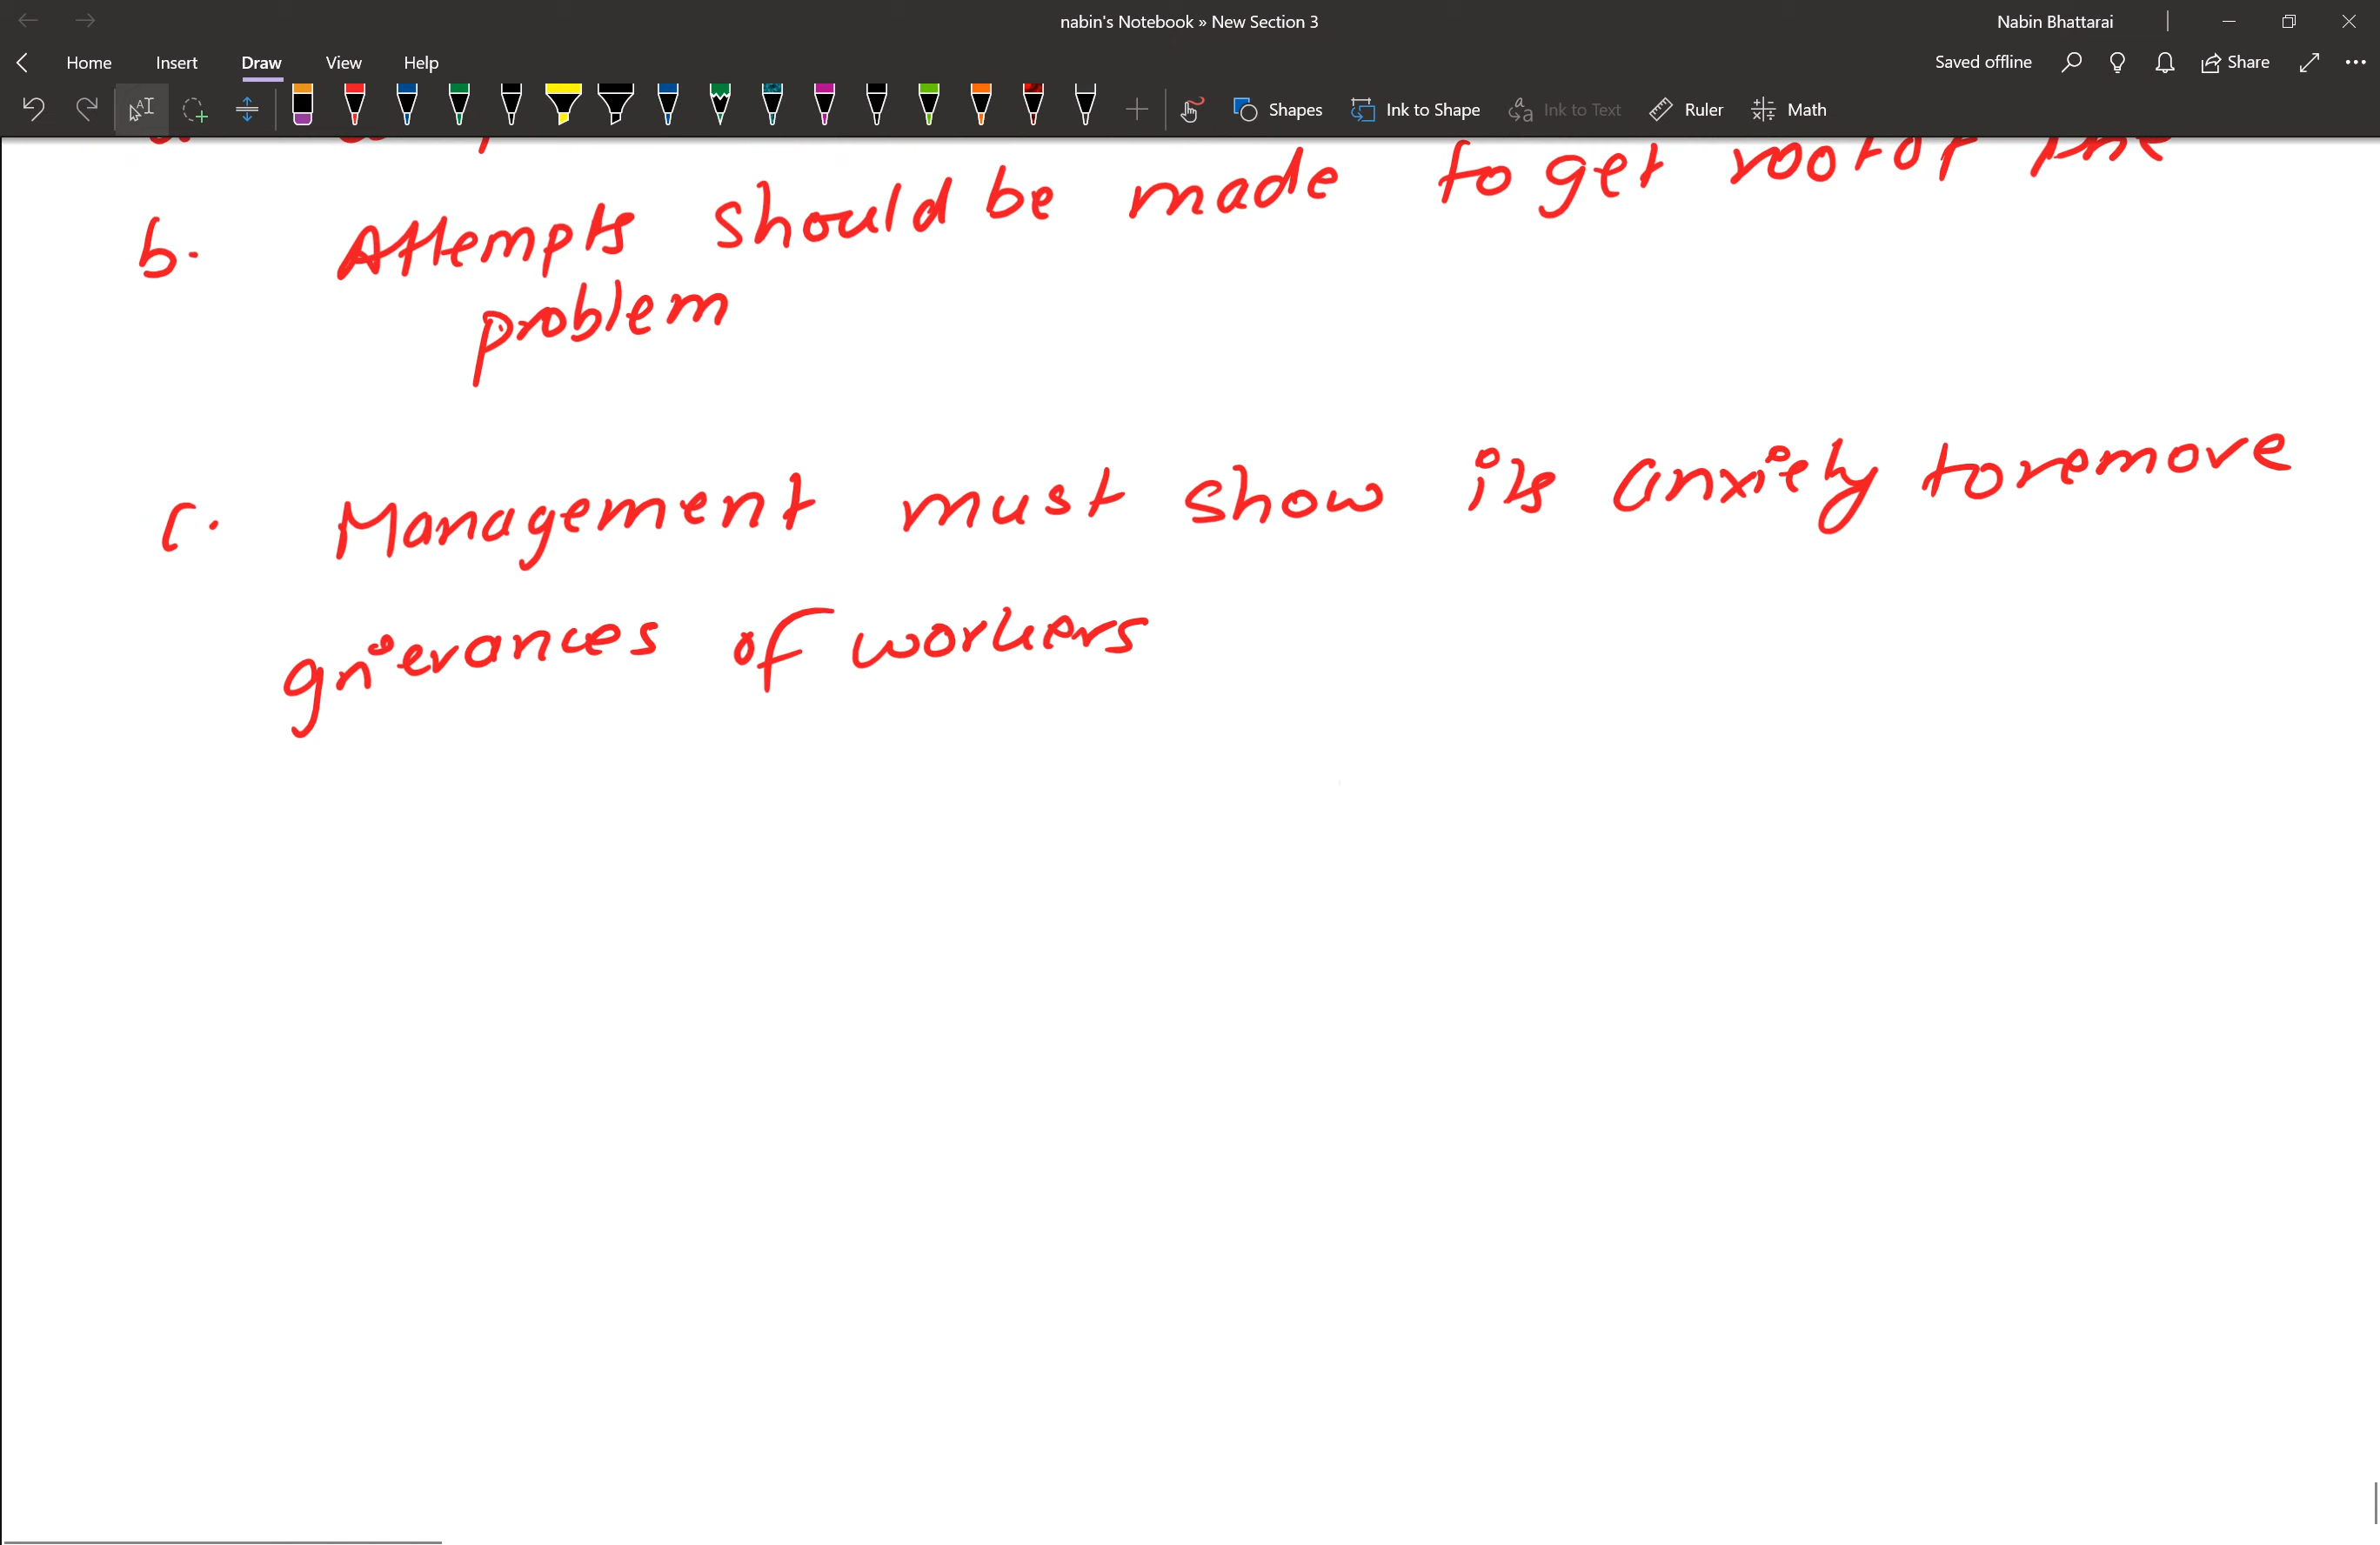 nabin's Notebook » New Section 3
Nabin Bhattarai
Home Insert Draw View Help
Saved offline
Share
Shapes
Ink to Shape
Ink to Text
Ruler
Math
b. Attempts should be made to get root of the
problem
c. Management must show its anxiety to remove
grievances of workers